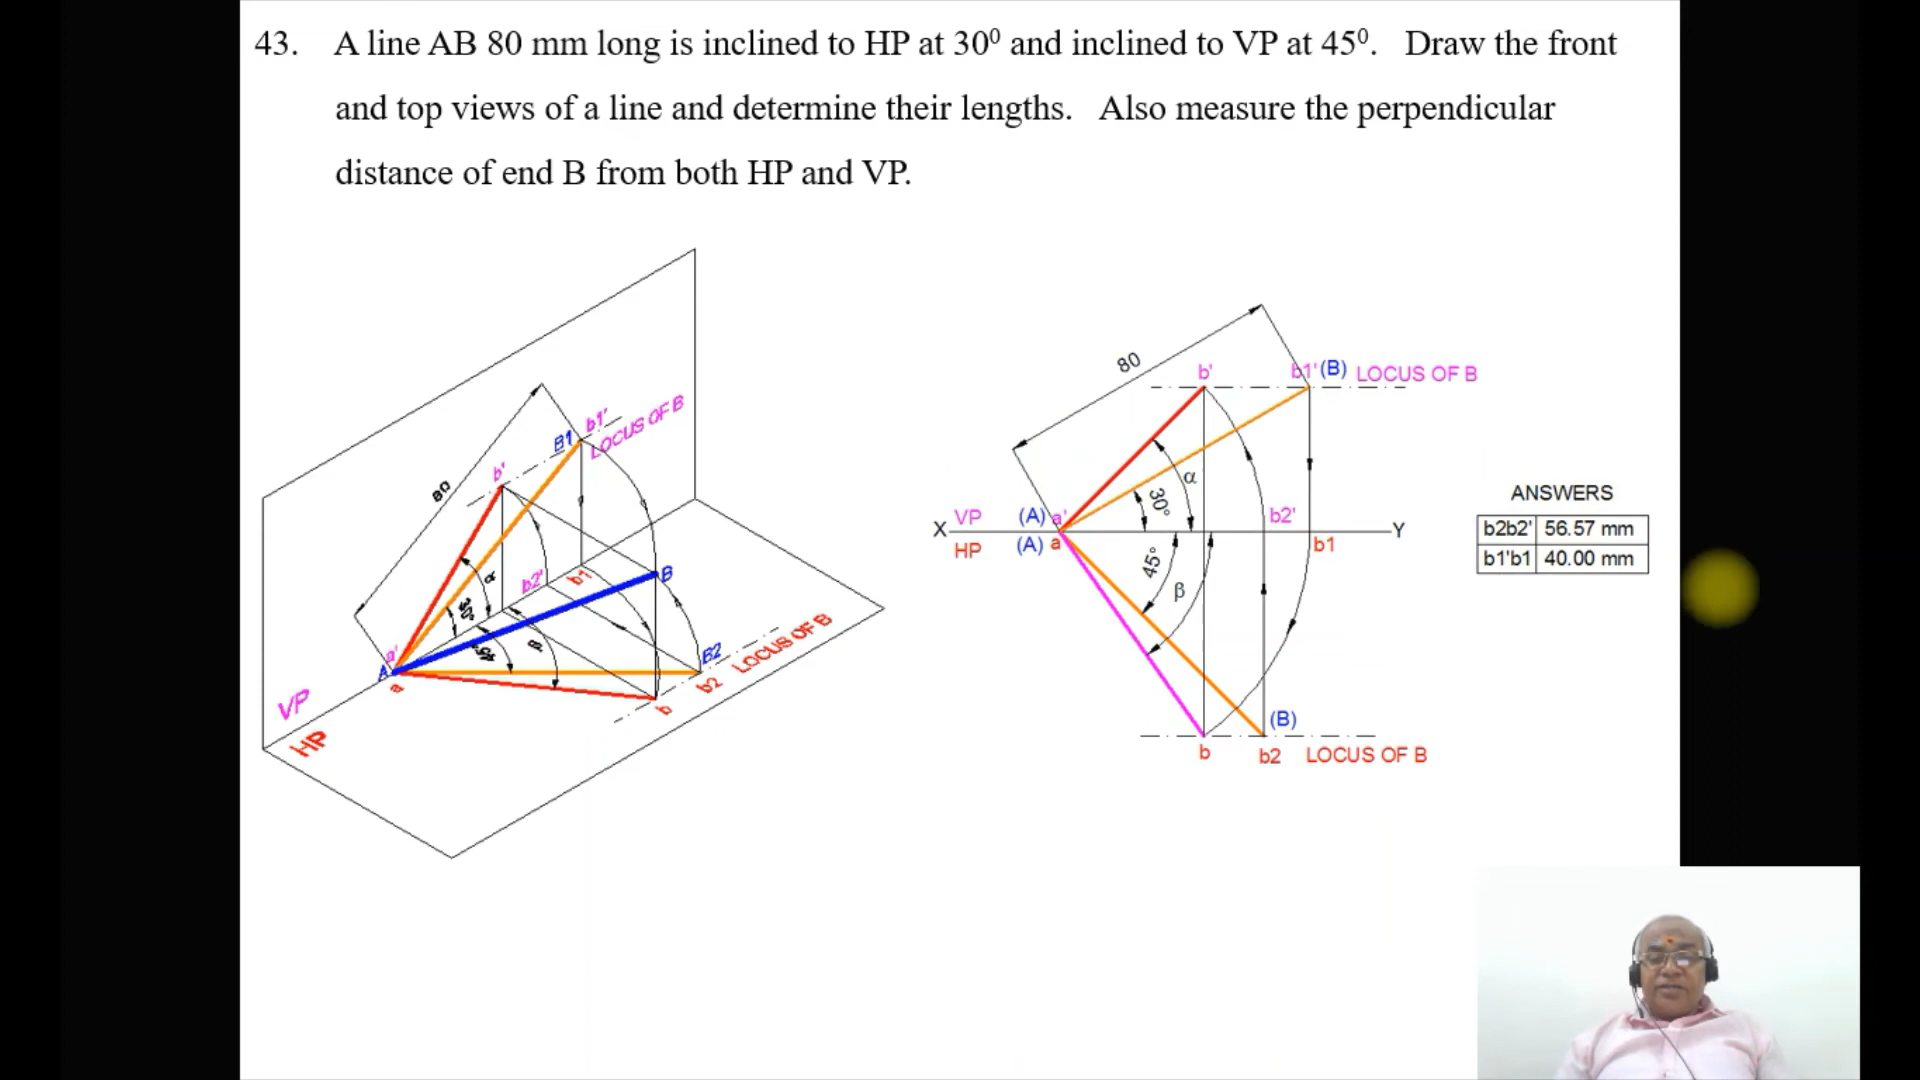 43. A line AB 80 mm long is inclined to HP at 30⁰ and inclined to VP at 45⁰. Draw the front
and top views of a line and determine their lengths. Also measure the perpendicular
distance of end B from both HP and VP.
80
b1'
B1
LOCUS OF B
b'
α
30°
b2'
b1
B
45°
β
a'
A
a
B2
b2
LOCUS OF B
b
VP
HP
80
b'
b1'(B) LOCUS OF B
α
30°
X VP (A) a' b2' Y
HP (A) a b1
45°
β
(B)
b b2 LOCUS OF B
ANSWERS
b2b2' 56.57 mm
b1'b1 40.00 mm